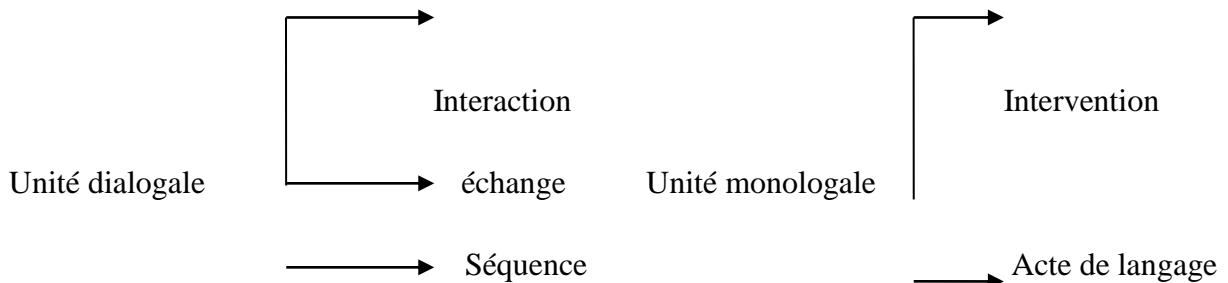 Interaction Intervention
Unité dialogale échange Unité monologale
Séquence Acte de langage